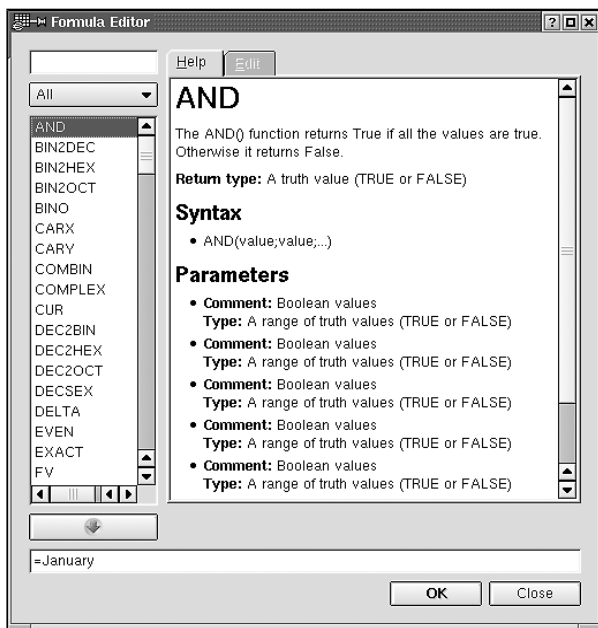 Formula Editor
All
AND
BIN2DEC
BIN2HEX
BIN2OCT
BINO
CARX
CARY
COMBIN
COMPLEX
CUR
DEC2BIN
DEC2HEX
DEC2OCT
DECSEX
DELTA
EVEN
EXACT
FV
Help
Edit
AND
The AND() function returns True if all the values are true.
Otherwise it returns False.
Return type: A truth value (TRUE or FALSE)
Syntax
• AND(value;value;...)
Parameters
• Comment: Boolean values
Type: A range of truth values (TRUE or FALSE)
• Comment: Boolean values
Type: A range of truth values (TRUE or FALSE)
• Comment: Boolean values
Type: A range of truth values (TRUE or FALSE)
• Comment: Boolean values
Type: A range of truth values (TRUE or FALSE)
• Comment: Boolean values
Type: A range of truth values (TRUE or FALSE)
=January
OK
Close